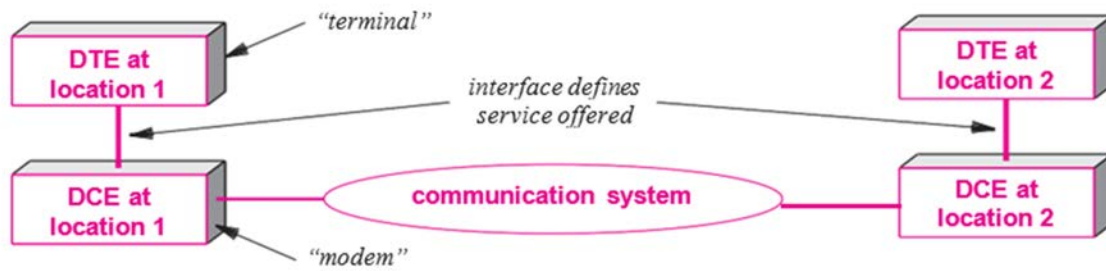 “terminal”
DTE at
location 1
DTE at
location 2
interface defines
service offered
DCE at
location 1
communication system
DCE at
location 2
“modem”